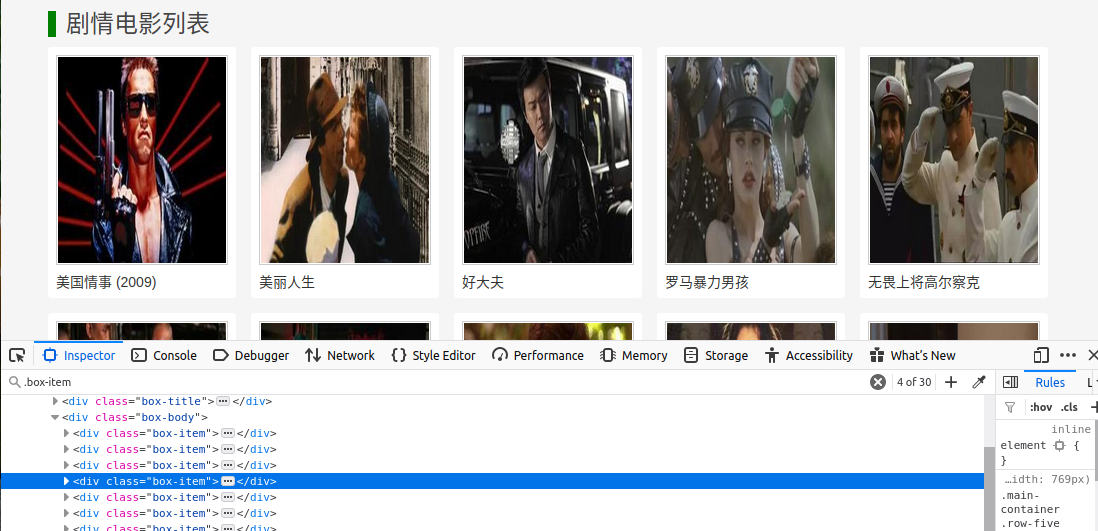 剧情电影列表
美国情事 (2009)
美丽人生
好大夫
罗马暴力男孩
无畏上将高尔察克
Inspector Console Debugger Network Style Editor Performance Memory Storage Accessibility What's New
.box-item 4 of 30 Rules L
<div class="box-title">⋯</div>
<div class="box-body">
<div class="box-item">⋯</div>
<div class="box-item">⋯</div>
<div class="box-item">⋯</div>
<div class="box-item">⋯</div>
<div class="box-item">⋯</div>
<div class="box-item">⋯</div>
<div class="box-item">⋯</div>
:hov .cls +
inline
element {
}
…idth: 769px)
.main-
container
.row-five